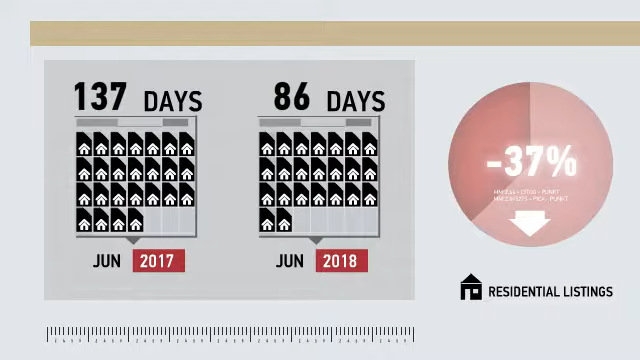 137 DAYS
86 DAYS
-37%
JUN 2017
JUN 2018
RESIDENTIAL LISTINGS